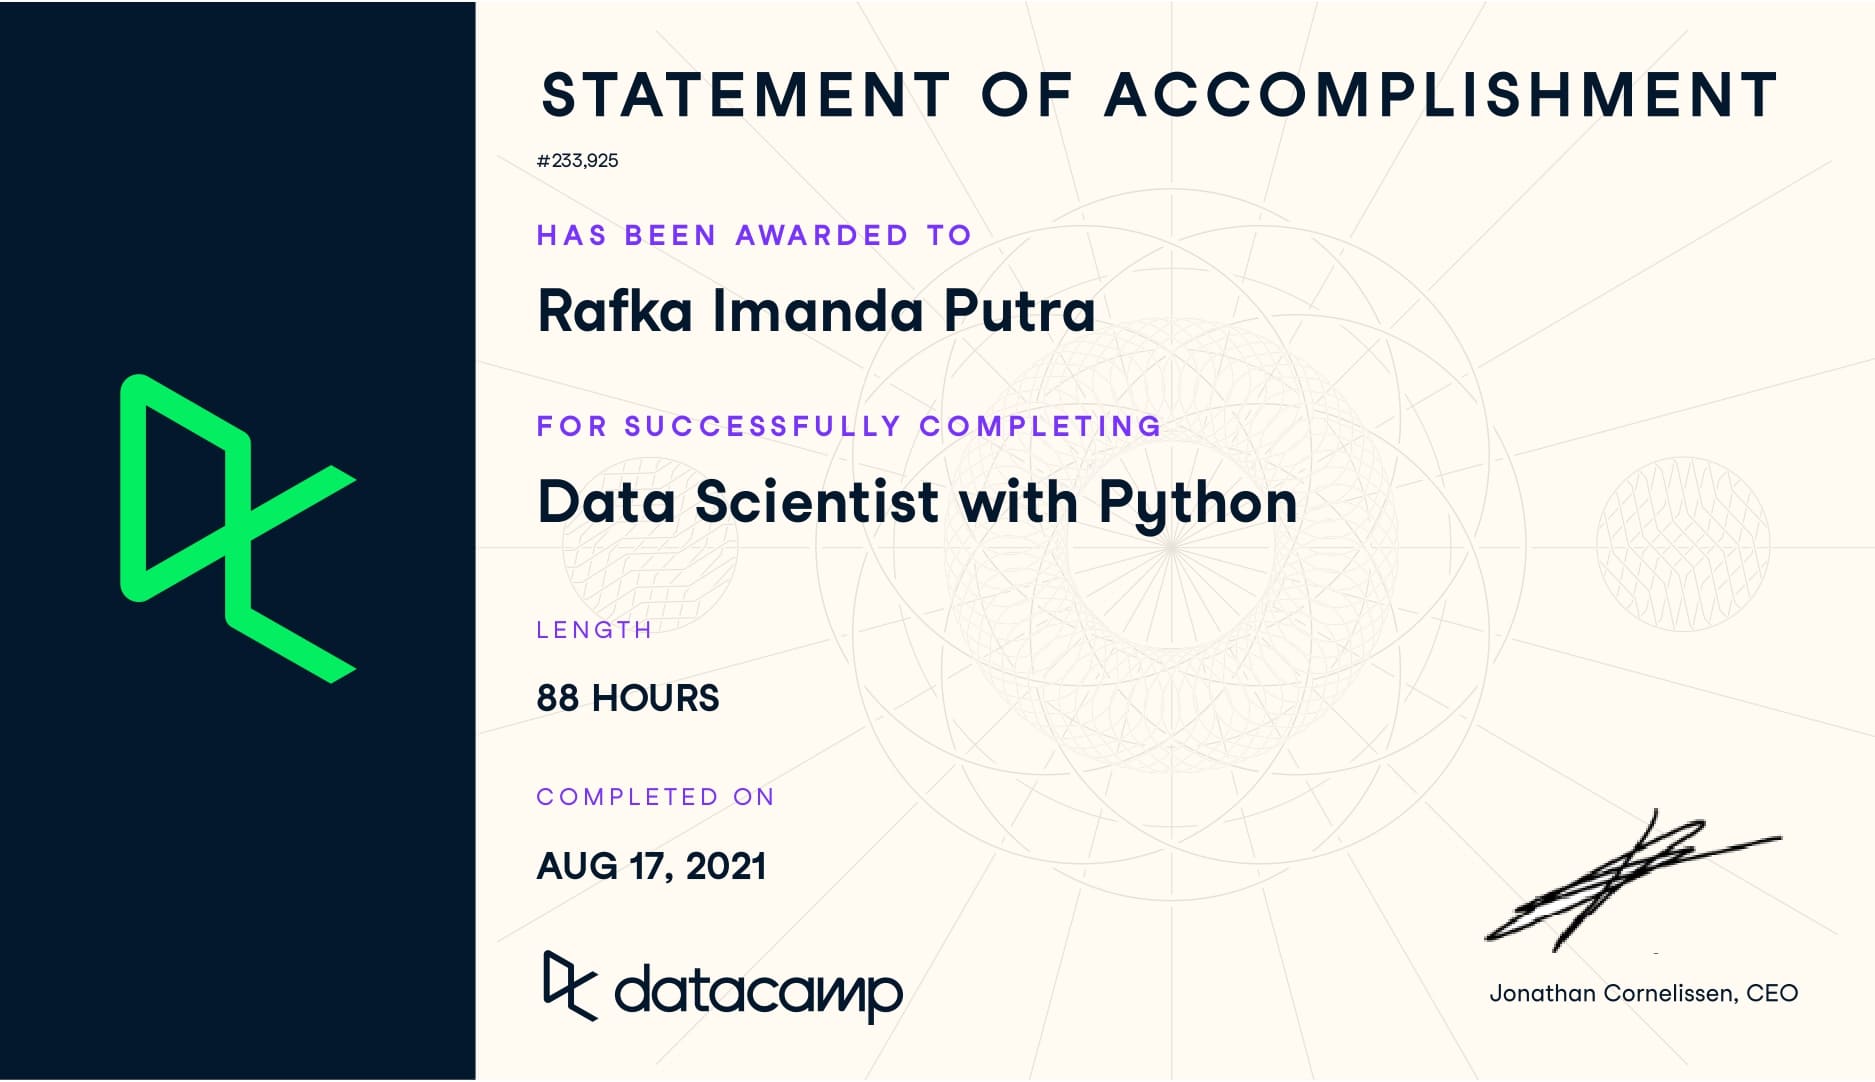 STATEMENT OF ACCOMPLISHMENT
#233,925
HAS BEEN AWARDED TO
Rafka Imanda Putra
FOR SUCCESSFULLY COMPLETING
Data Scientist with Python
LENGTH
88 HOURS
COMPLETED ON
AUG 17, 2021
datacamp
Jonathan Cornelissen, CEO